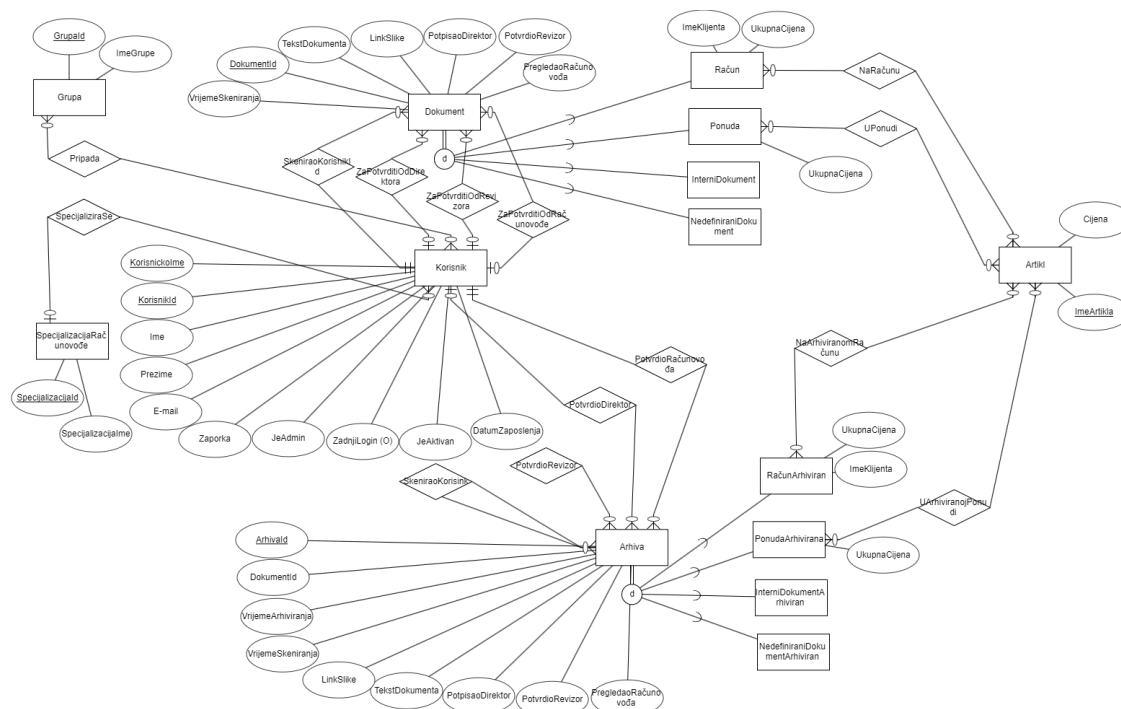 GrupaId
ImeGrupe
Grupa
Pripada
SpecijaliziraSe
SpecijalizacijaRač
unovođe
SpecijalizacijaId
SpecijalizacijaIme
VrijemeSkeniranja
DokumentId
TekstDokumenta
LinkSlike
PotpisaoDirektor
PotvrdioRevizor
PregledaoRačuno
vođa
Dokument
d
SkeniraoKorisnikI
d
ZaPotvrditiOdDire
ktora
ZaPotvrditiOdRevi
zora
ZaPotvrditiOdRač
unovođe
ImeKlijenta
UkupnaCijena
Račun
NaRačunu
Ponuda
UPonudi
UkupnaCijena
InterniDokument
NedefiniraniDoku
ment
Cijena
Artikl
ImeArtikla
Korisnik
KorisnickoIme
KorisnikId
Ime
Prezime
E-mail
Zaporka
JeAdmin
ZadnjiLogin (O)
JeAktivan
DatumZaposlenja
PotvrdioRačunovo
đa
PotvrdioDirektor
PotvrdioRevizor
SkeniraoKorisink
NaArhiviranomRa
čunu
UkupnaCijena
ImeKlijenta
RačunArhiviran
UArhiviranojPonu
di
PonudaArhivirana
UkupnaCijena
InterniDokumentA
rhiviran
NedefiniraniDoku
mentArhiviran
Arhiva
d
ArhivaId
DokumentId
VrijemeArhiviranja
VrijemeSkeniranja
LinkSlike
TekstDokumenta
PotpisaoDirektor
PotvrdioRevizor
PregledaoRačuno
vođa